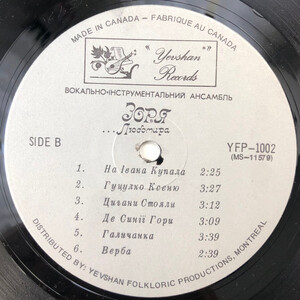 MADE IN CANADA - FABRIQUE AU CANADA
"Yevshan
Records"
ВОКАЛЬНО-ІНСТРУМЕНТАЛЬНИЙ АНСАМБЛЬ
ЗОРЯ
...Любомира
SIDE B
YFP-1002
(MS-11579)
1. На Івана Купала 2:25
2. Гуцулко Ксеню 3:27
3. Цигани Стояли 3:12
4. Де Синії Гори 3:09
5. Галичанка 2:39
6. Верба 2:39
DISTRIBUTED BY: YEVSHAN FOLKLORIC PRODUCTIONS, MONTREAL